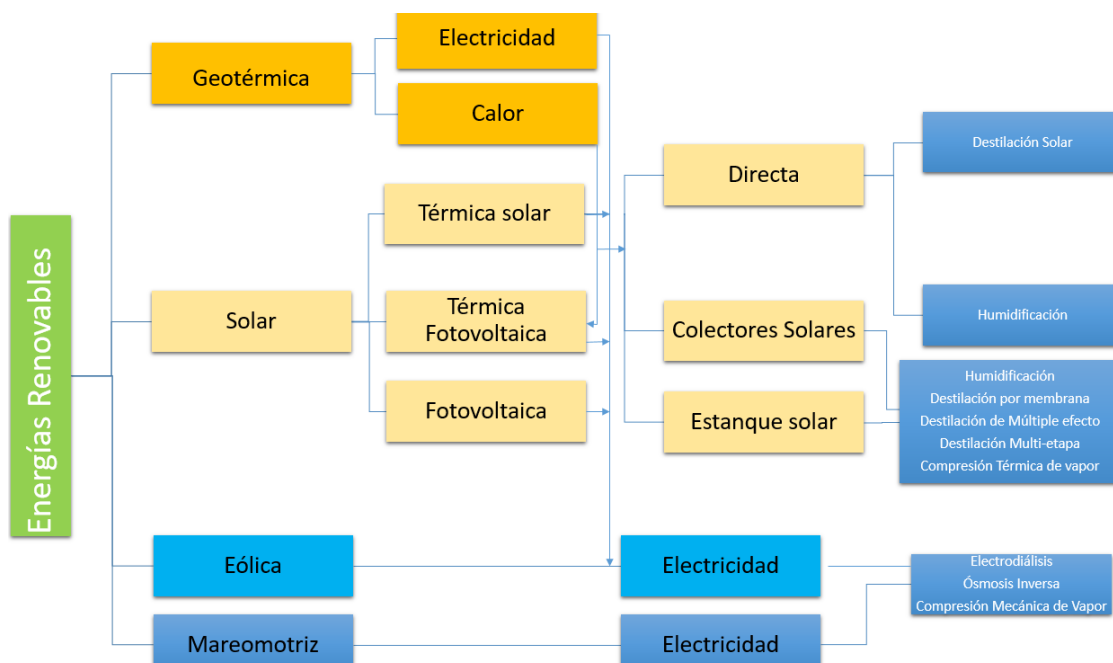 Energías Renovables
Geotérmica
Electricidad
Calor
Solar
Térmica solar
Térmica
Fotovoltaica
Fotovoltaica
Directa
Colectores Solares
Estanque solar
Destilación Solar
Humidificación
Humidificación
Destilación por membrana
Destilación de Múltiple efecto
Destilación Multi-etapa
Compresión Térmica de vapor
Eólica
Electricidad
Mareomotriz
Electricidad
Electrodiálisis
Ósmosis Inversa
Compresión Mecánica de Vapor